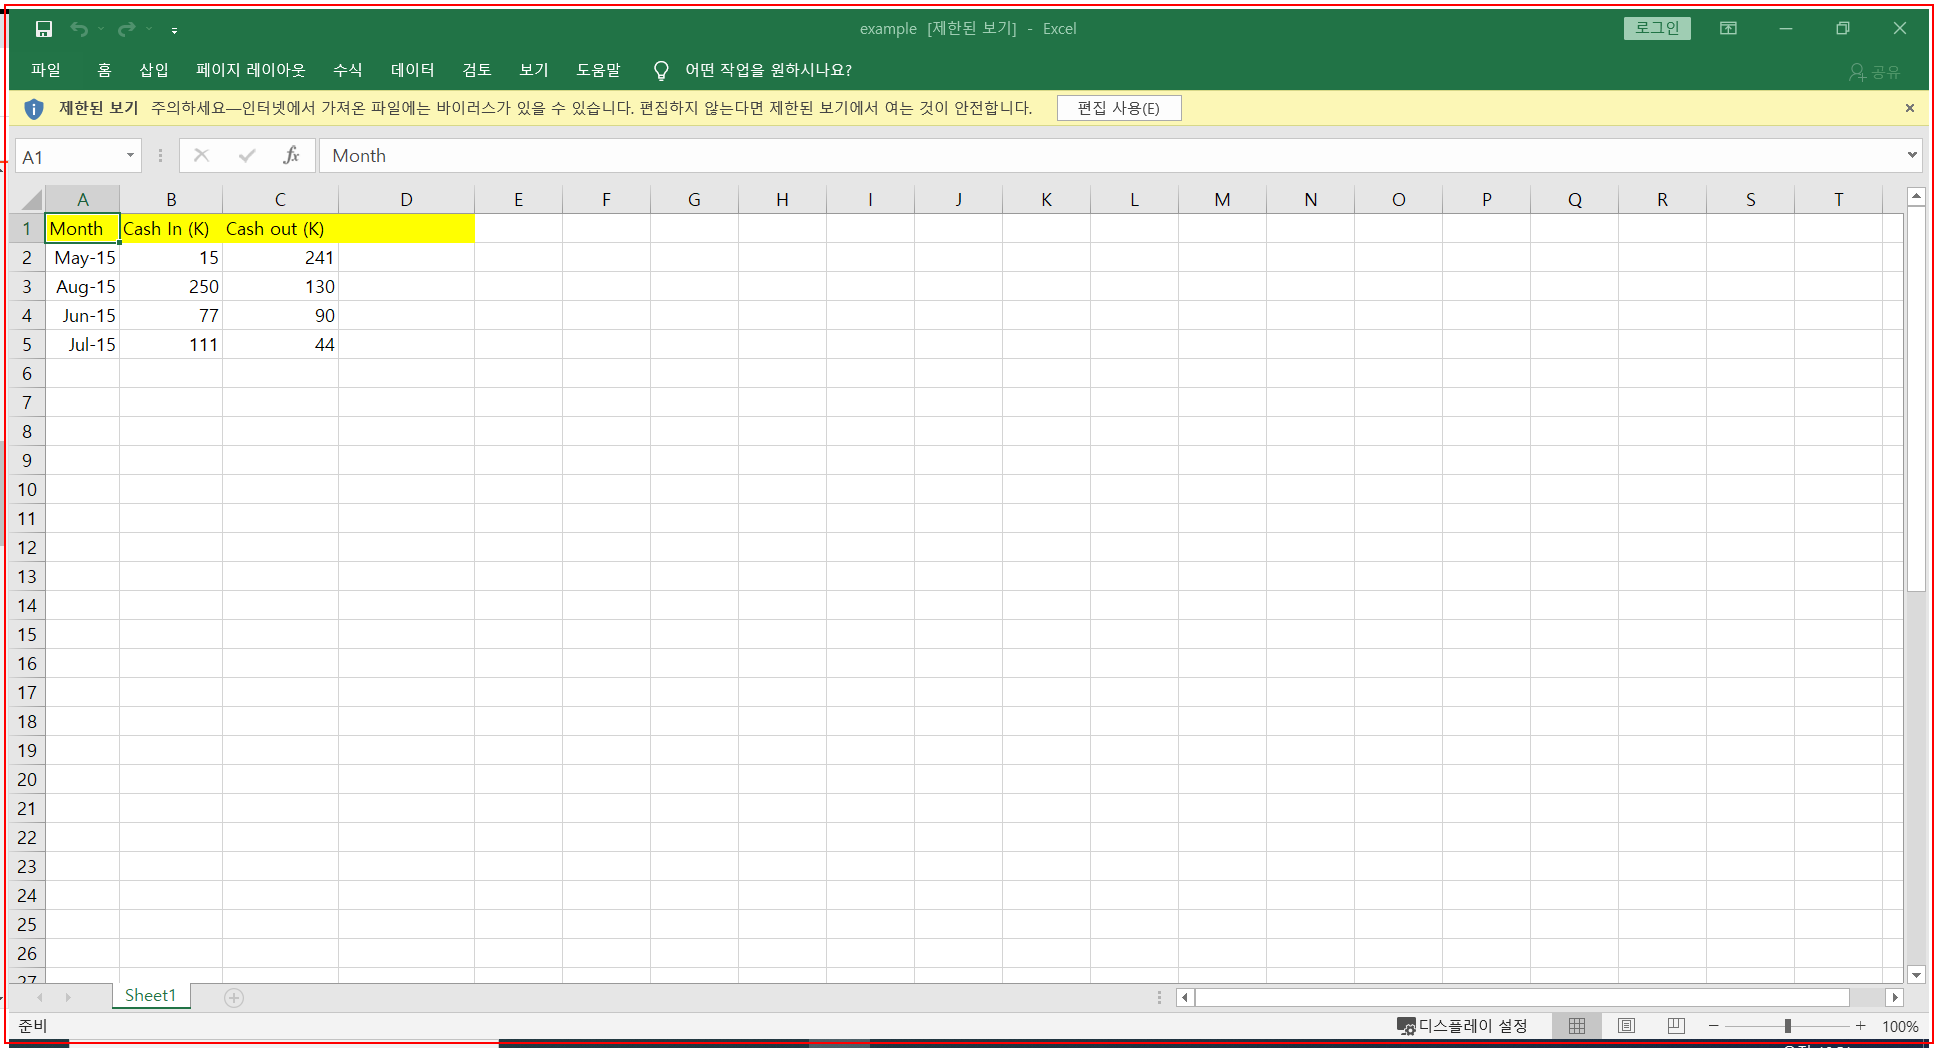 example [제한된 보기] - Excel
로그인
파일 홈 삽입 페이지 레이아웃 수식 데이터 검토 보기 도움말 어떤 작업을 원하시나요? 공유
제한된 보기 주의하세요—인터넷에서 가져온 파일에는 바이러스가 있을 수 있습니다. 편집하지 않는다면 제한된 보기에서 여는 것이 안전합니다. 편집 사용(E)
A1 fx Month
A B C D E F G H I J K L M N O P Q R S T
1 Month Cash In (K) Cash out (K)
2 May-15 15 241
3 Aug-15 250 130
4 Jun-15 77 90
5 Jul-15 111 44
6
7
8
9
10
11
12
13
14
15
16
17
18
19
20
21
22
23
24
25
26
27
Sheet1
준비 디스플레이 설정 100%